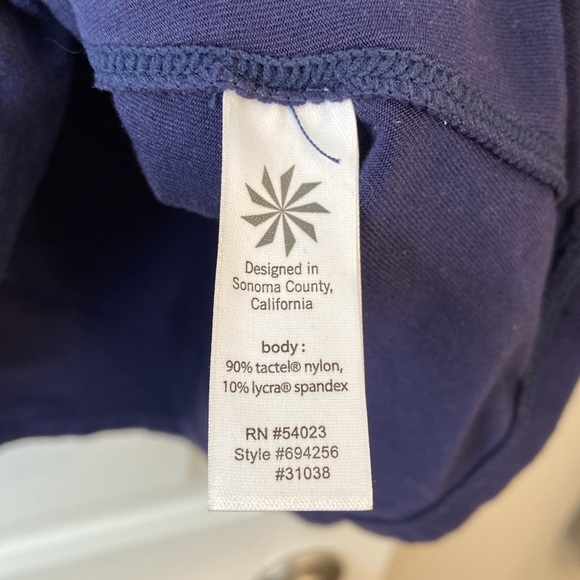 Designed in
Sonoma County,
California
body:
90% tactel® nylon,
10% lycra® spandex
RN #54023
Style #694256
#31038